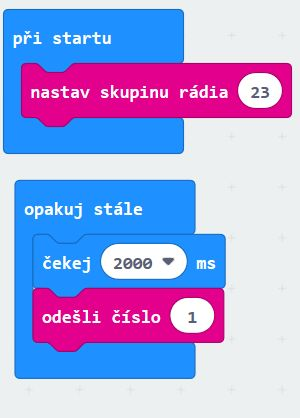 při startu
nastav skupinu rádia 23
opakuj stále
čekej 2000 ms
odešli číslo 1